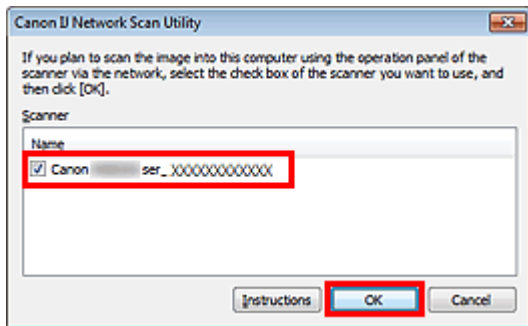 Canon IJ Network Scan Utility
If you plan to scan the image into this computer using the operation panel of the
scanner via the network, select the check box of the scanner you want to use, and
then click [OK].
Scanner
Name
Canon ser_XXXXXXXXXXXXX
Instructions
OK
Cancel